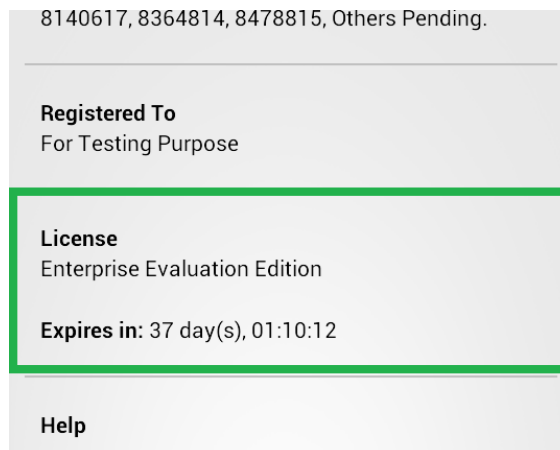 8140617, 8364814, 8478815, Others Pending.
Registered To
For Testing Purpose
License
Enterprise Evaluation Edition
Expires in: 37 day(s), 01:10:12
Help